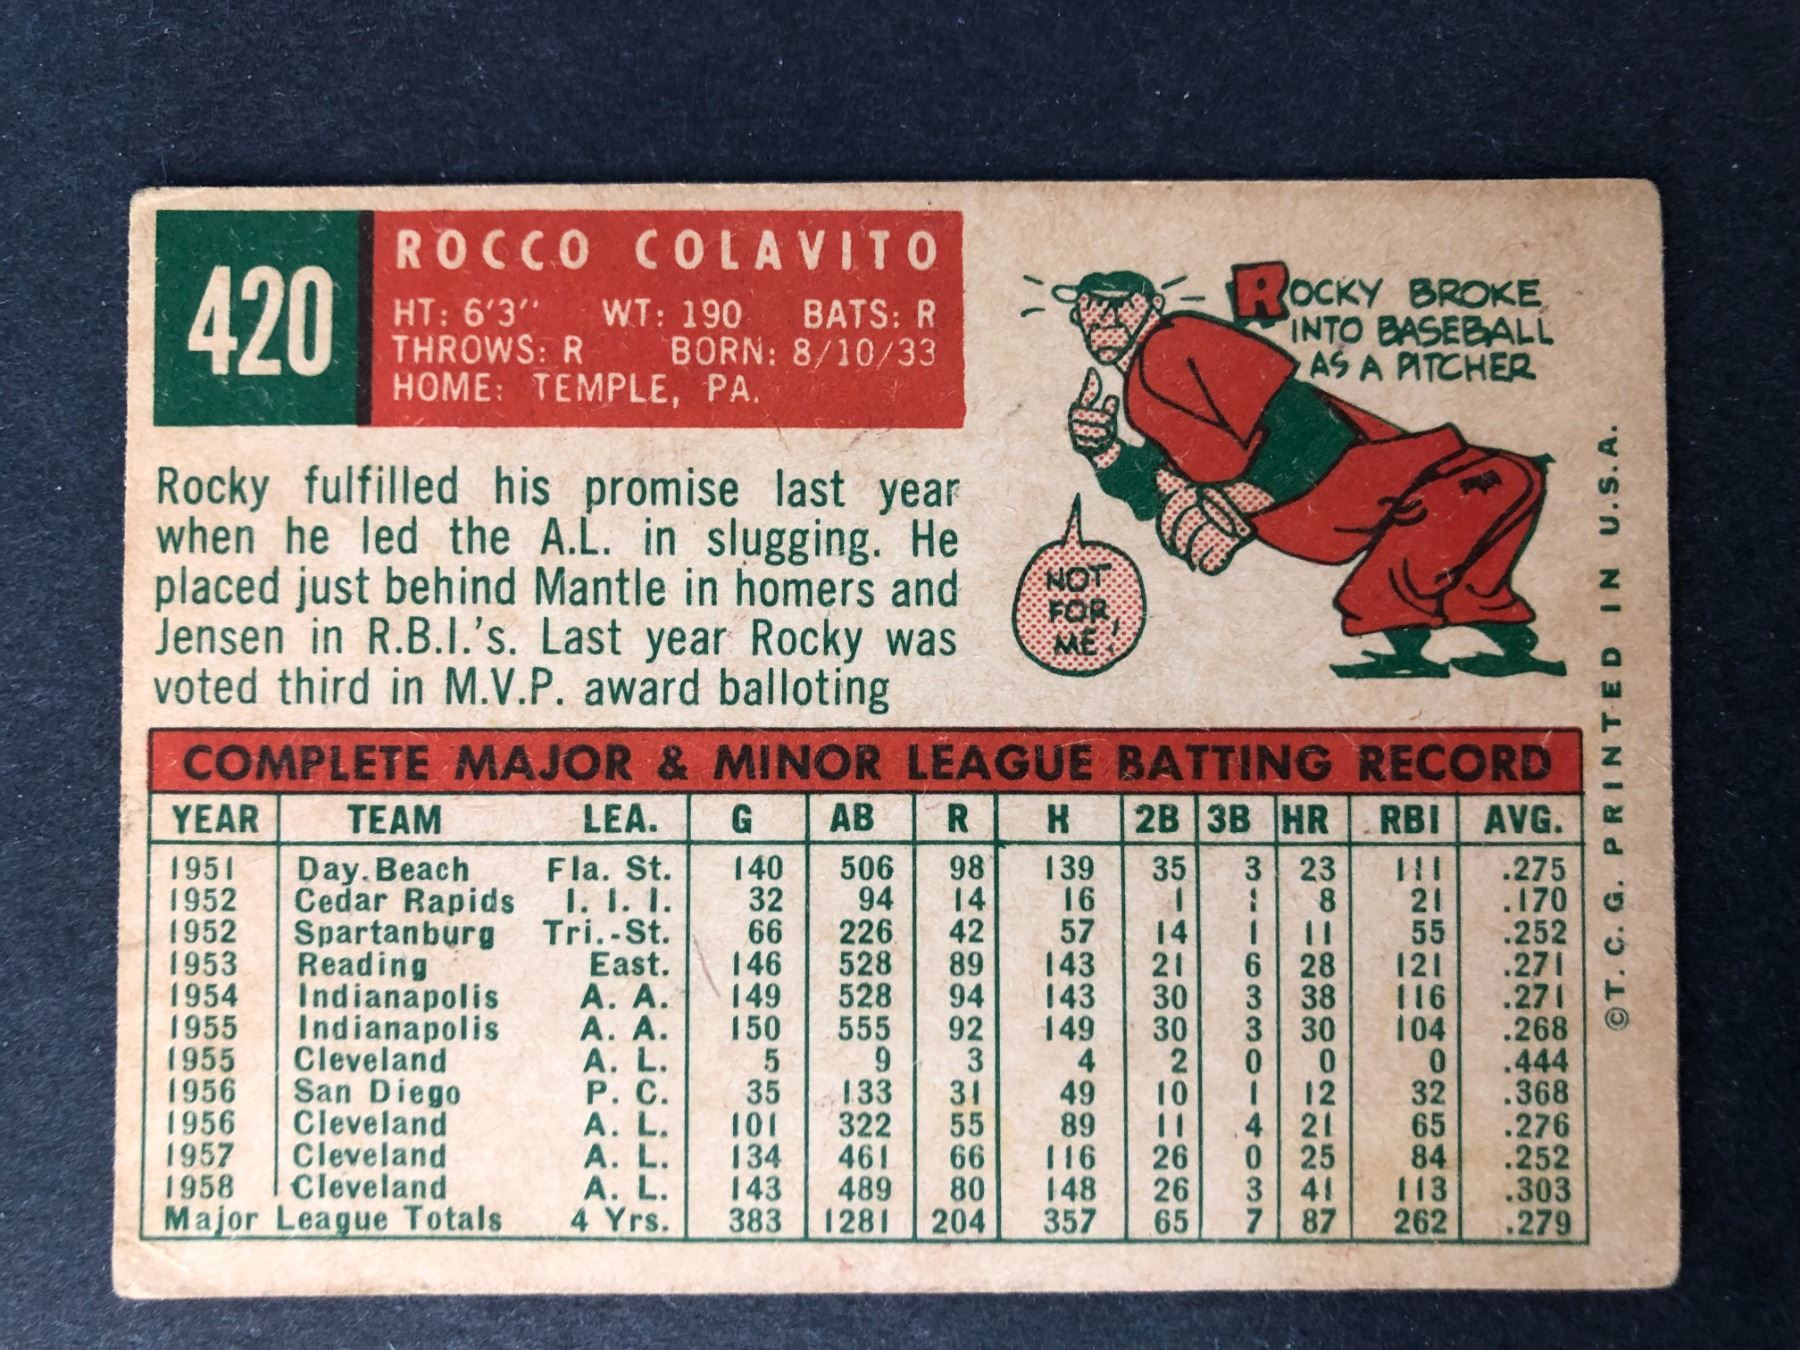 420
ROCCO COLAVITO
HT: 6'3" WT: 190 BATS: R
THROWS: R BORN: 8/10/33
HOME: TEMPLE, PA.
ROCKY BROKE
INTO BASEBALL
AS A PITCHER
NOT
FOR
ME,
Rocky fulfilled his promise last year
when he led the A.L. in slugging. He
placed just behind Mantle in homers and
Jensen in R.B.I.'s. Last year Rocky was
voted third in M.V.P. award balloting
COMPLETE MAJOR & MINOR LEAGUE BATTING RECORD
YEAR TEAM LEA. G AB R H 2B 3B HR RBI AVG.
1951 Day. Beach Fla. St. 140 506 98 139 35 3 23 111 .275
1952 Cedar Rapids I. I. I. 32 94 14 16 1 1 8 21 .170
1952 Spartanburg Tri.-St. 66 226 42 57 14 1 11 55 .252
1953 Reading East. 146 528 89 143 21 6 28 121 .271
1954 Indianapolis A. A. 149 528 94 143 30 3 38 116 .271
1955 Indianapolis A. A. 150 555 92 149 30 3 30 104 .268
1955 Cleveland A. L. 5 9 3 4 2 0 0 0 .444
1956 San Diego P. C. 35 133 31 49 10 1 12 32 .368
1956 Cleveland A. L. 101 322 55 89 11 4 21 65 .276
1957 Cleveland A. L. 134 461 66 116 26 0 25 84 .252
1958 Cleveland A. L. 143 489 80 148 26 3 41 113 .303
Major League Totals 4 Yrs. 383 1281 204 357 65 7 87 262 .279
©T. C. G. PRINTED IN U.S.A.